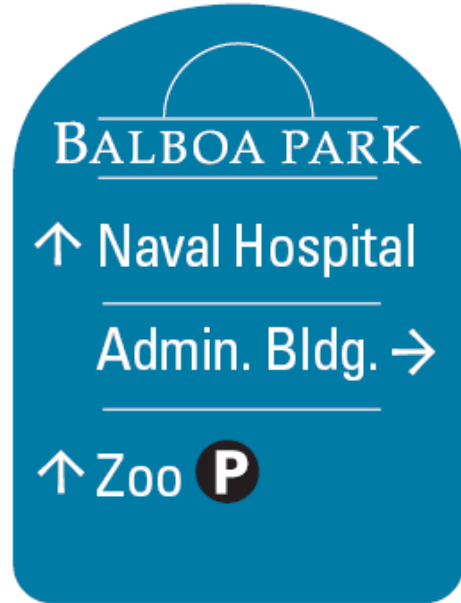 BALBOA PARK
↑ Naval Hospital
Admin. Bldg. →
↑ Zoo P